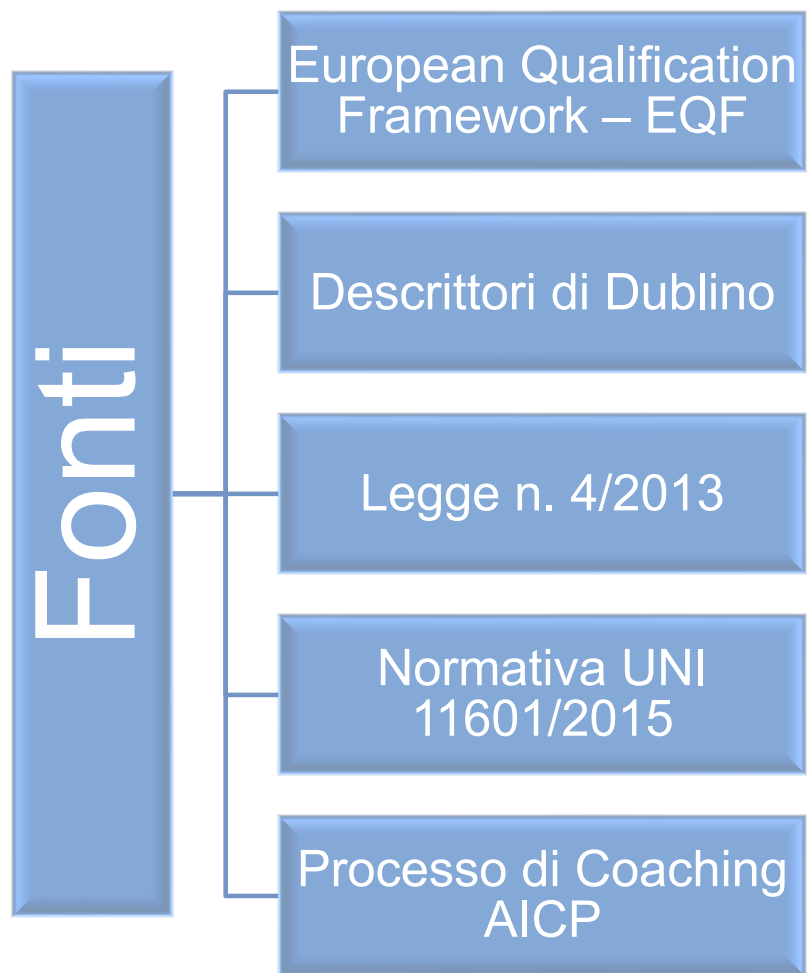 Fonti
European Qualification
Framework – EQF
Descrittori di Dublino
Legge n. 4/2013
Normativa UNI
11601/2015
Processo di Coaching
AICP